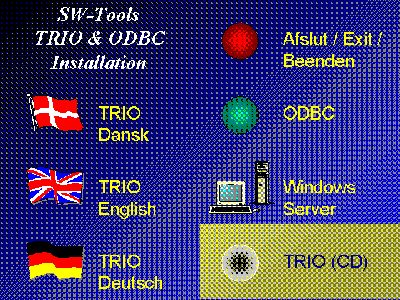 SW-Tools
TRIO & ODBC
Installation
Afslut / Exit /
Beenden
TRIO
Dansk
ODBC
TRIO
English
Windows
Server
TRIO
Deutsch
TRIO (CD)